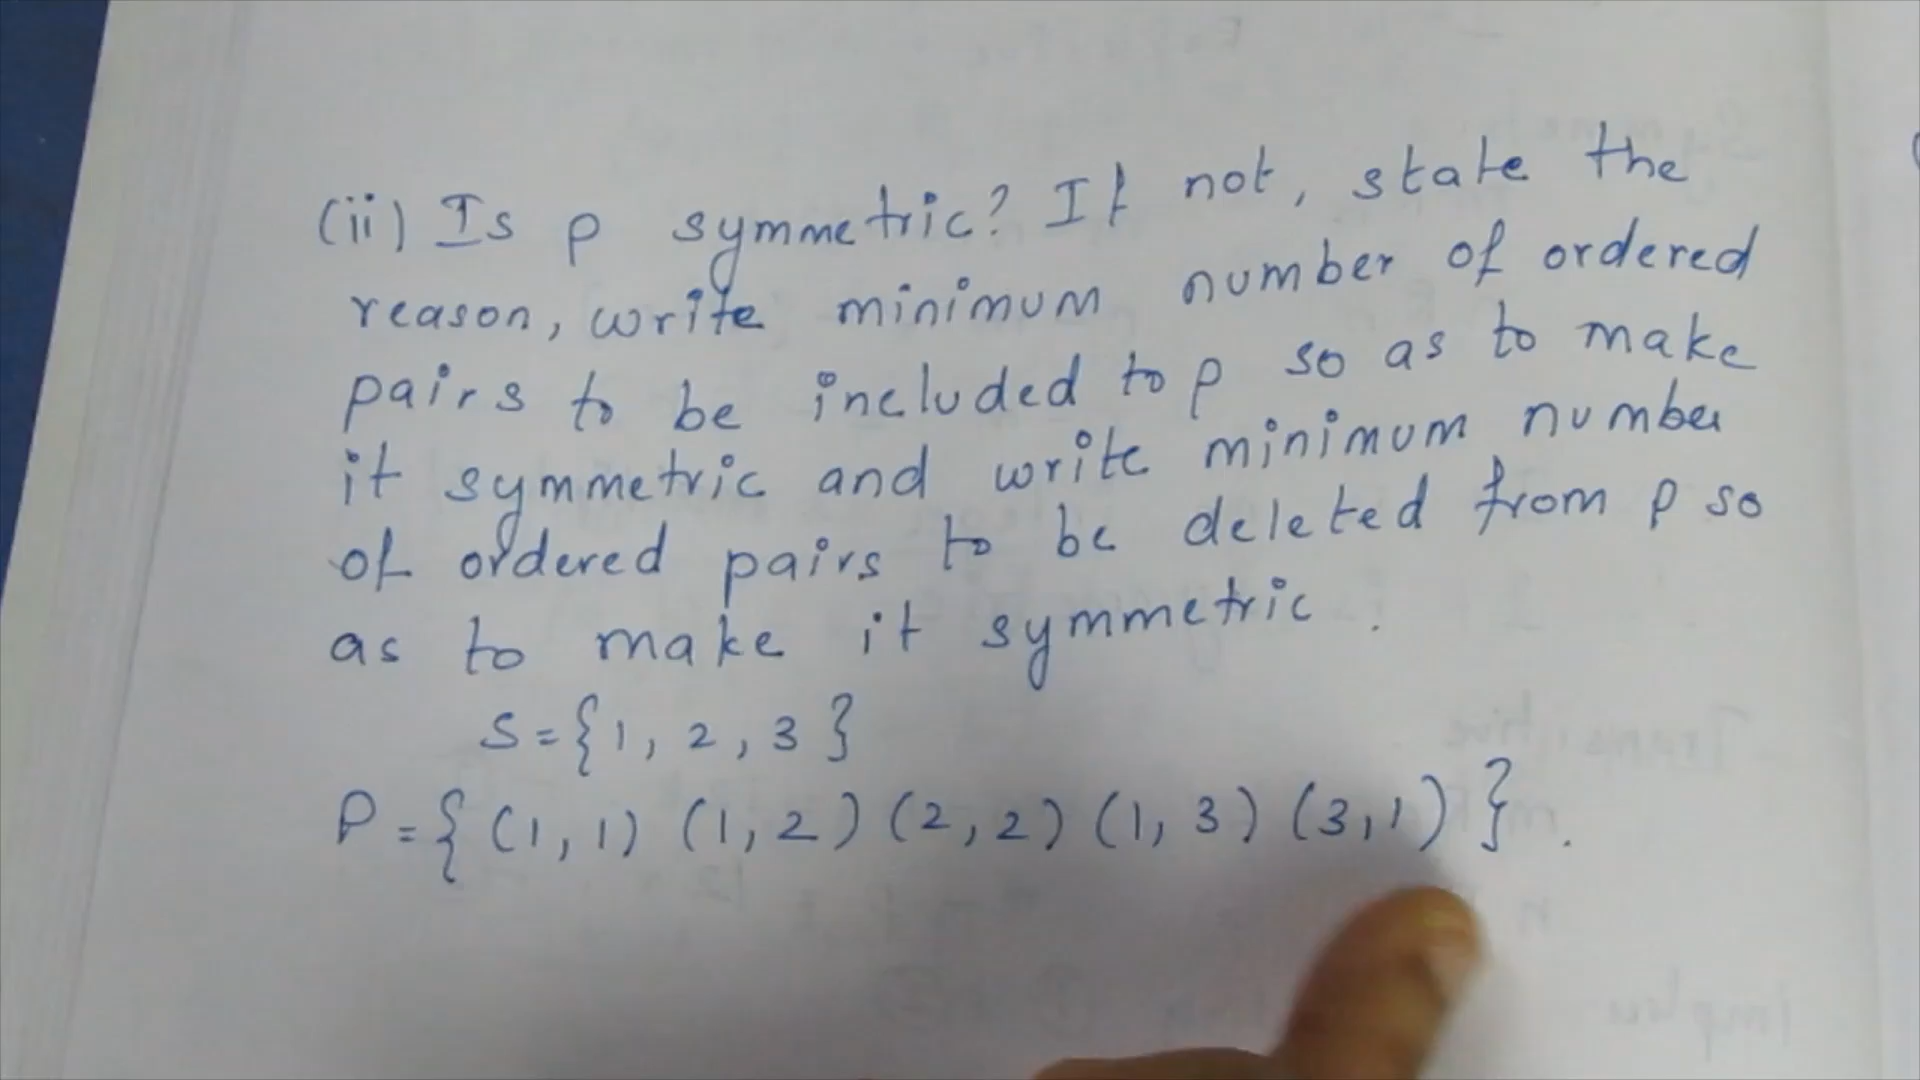 (ii) Is ρ symmetric? If not, state the
reason, write minimum number of ordered
pairs to be included to ρ so as to make
it symmetric and write minimum number
of ordered pairs to be deleted from ρ so
as to make it symmetric.
S={1, 2, 3}
ρ={(1,1) (1,2) (2,2) (1,3) (3,1)}.